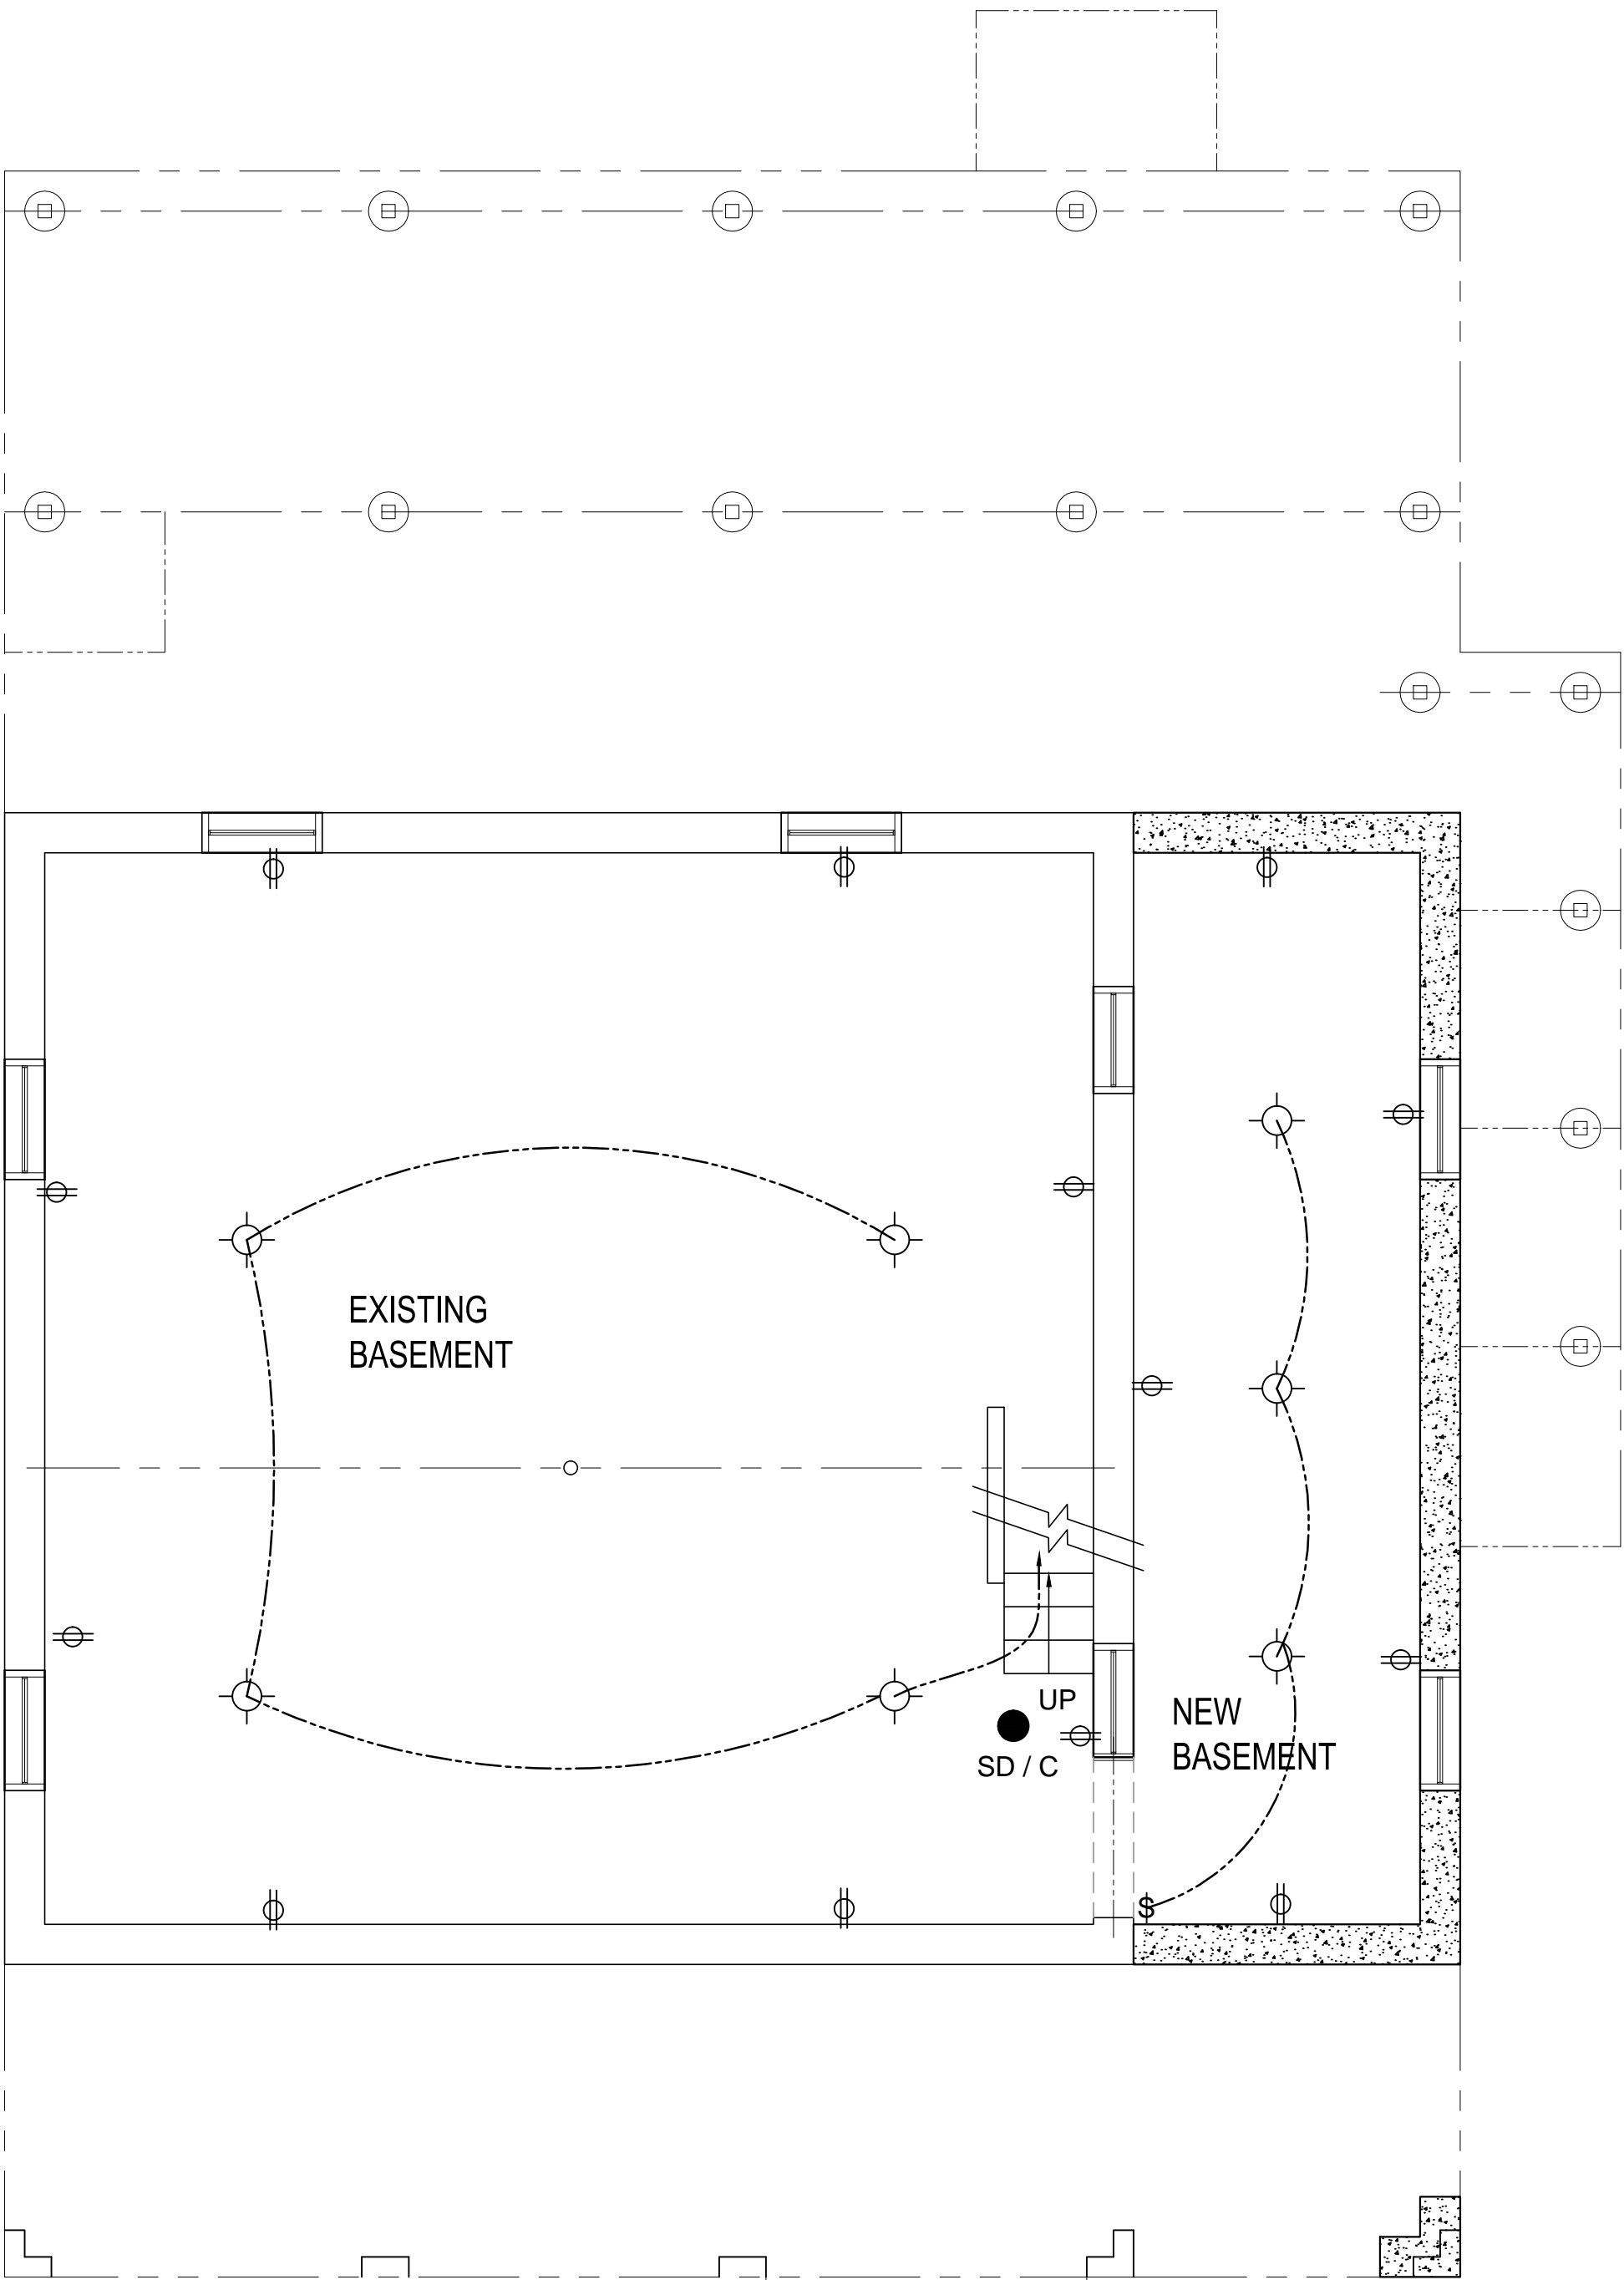 EXISTING
BASEMENT
UP
SD / C
NEW
BASEMENT
$